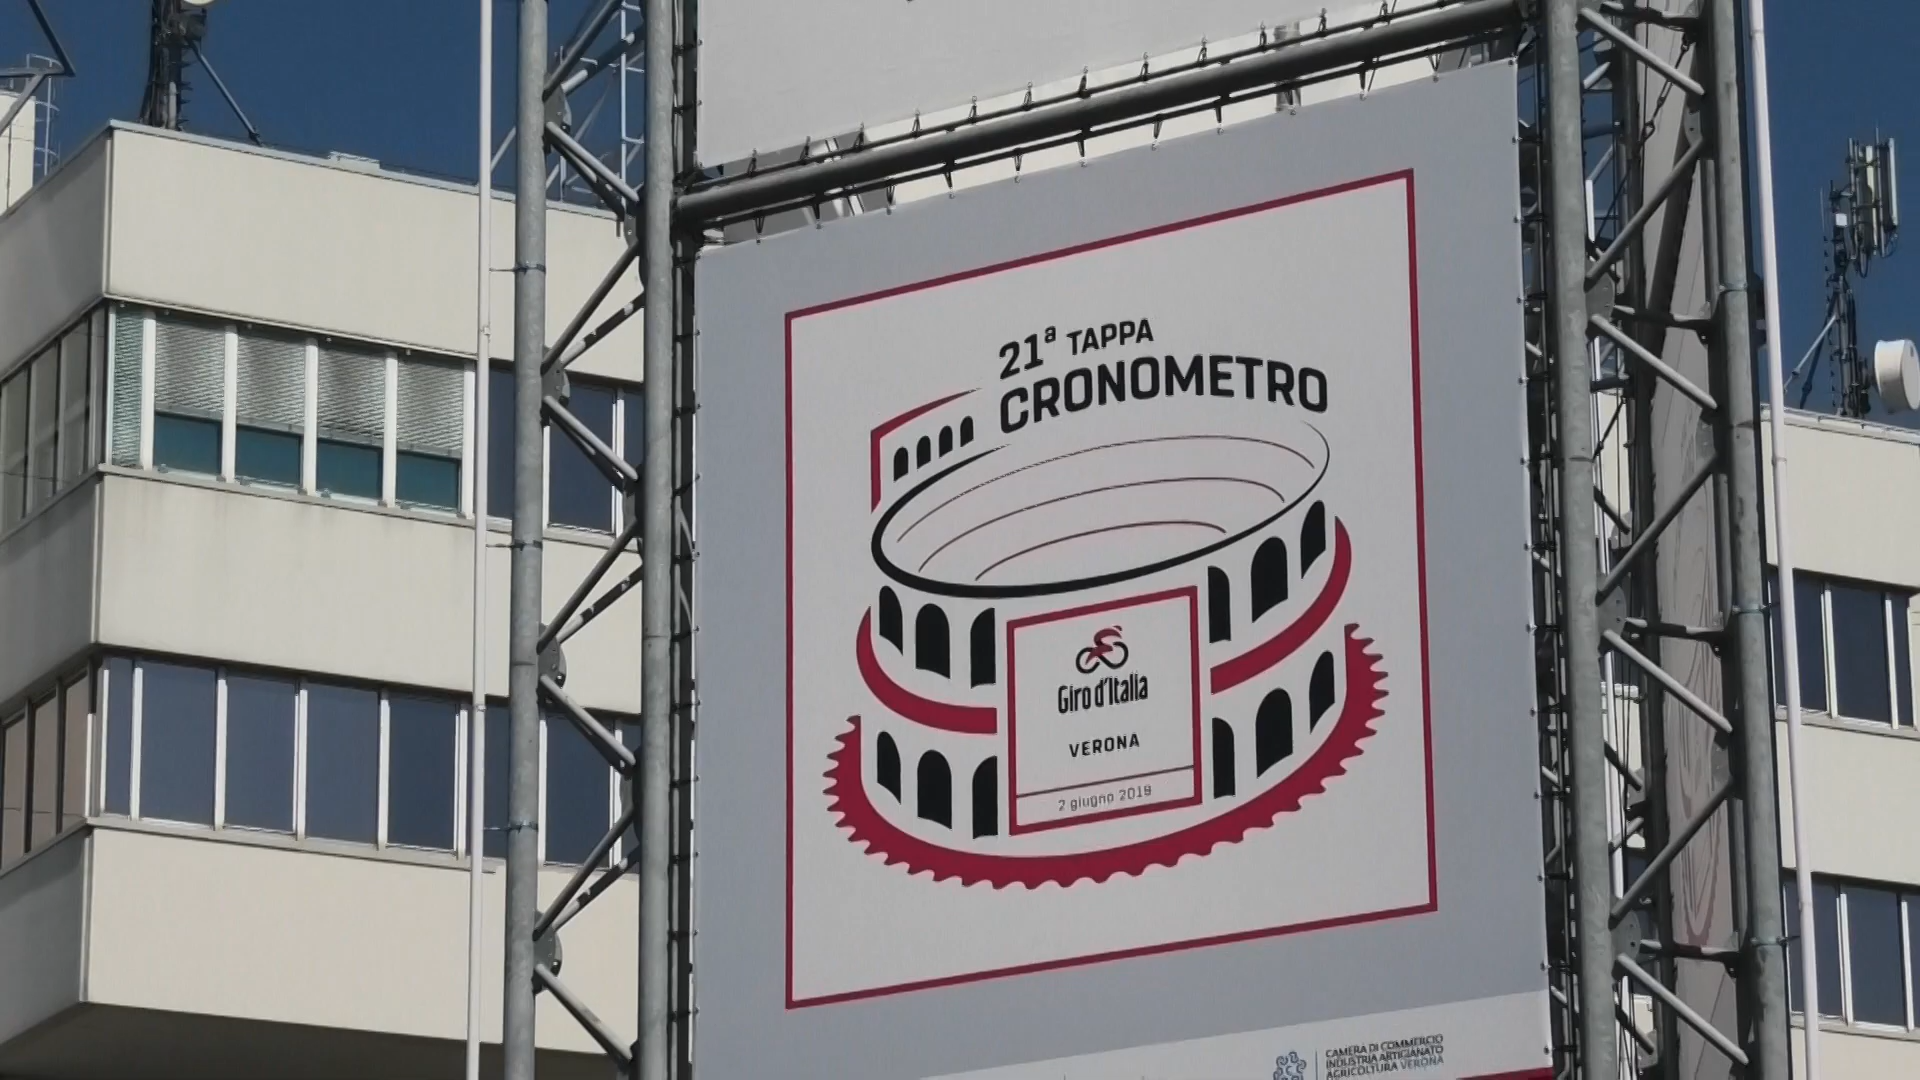 21ª TAPPA
CRONOMETRO
Giro d'Italia
VERONA
2 giugno 2019
CAMERA DI COMMERCIO
INDUSTRIA ARTIGIANATO
AGRICOLTURA VERONA